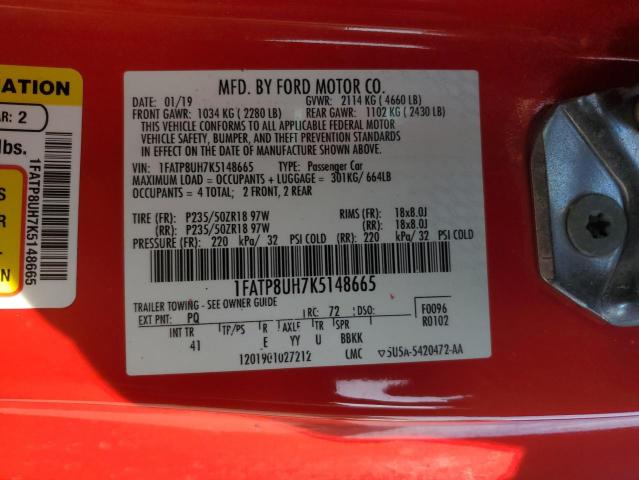 MFD. BY FORD MOTOR CO.
DATE: 01/19 GVWR: 2114 KG ( 4660 LB)
FRONT GAWR: 1034 KG ( 2280 LB) REAR GAWR: 1102 KG ( 2430 LB)
THIS VEHICLE CONFORMS TO ALL APPLICABLE FEDERAL MOTOR
VEHICLE SAFETY, BUMPER, AND THEFT PREVENTION STANDARDS
IN EFFECT ON THE DATE OF MANUFACTURE SHOWN ABOVE.
VIN: 1FATP8UH7K5148665 TYPE: Passenger Car
MAXIMUM LOAD = OCCUPANTS + LUGGAGE = 301KG/ 664LB
OCCUPANTS = 4 TOTAL; 2 FRONT, 2 REAR
TIRE (FR): P235/50ZR18 97W RIMS (FR): 18x8.0J
(RR): P235/50ZR18 97W (RR): 18x8.0J
PRESSURE (FR): 220 kPa/ 32 PSI COLD (RR): 220 kPa/ 32 PSI COLD
1FATP8UH7K5148665
TRAILER TOWING - SEE OWNER GUIDE
EXT PNT: PQ RC: 72 DSO: F0096
R0102
INT TR TP/PS R AXLE TR SPR
41 E YY U BBKK
CMC 5U5A-5420472-AA
ATION
AR: 2
lbs.
1FATP8UH7K5148665
S
R
G